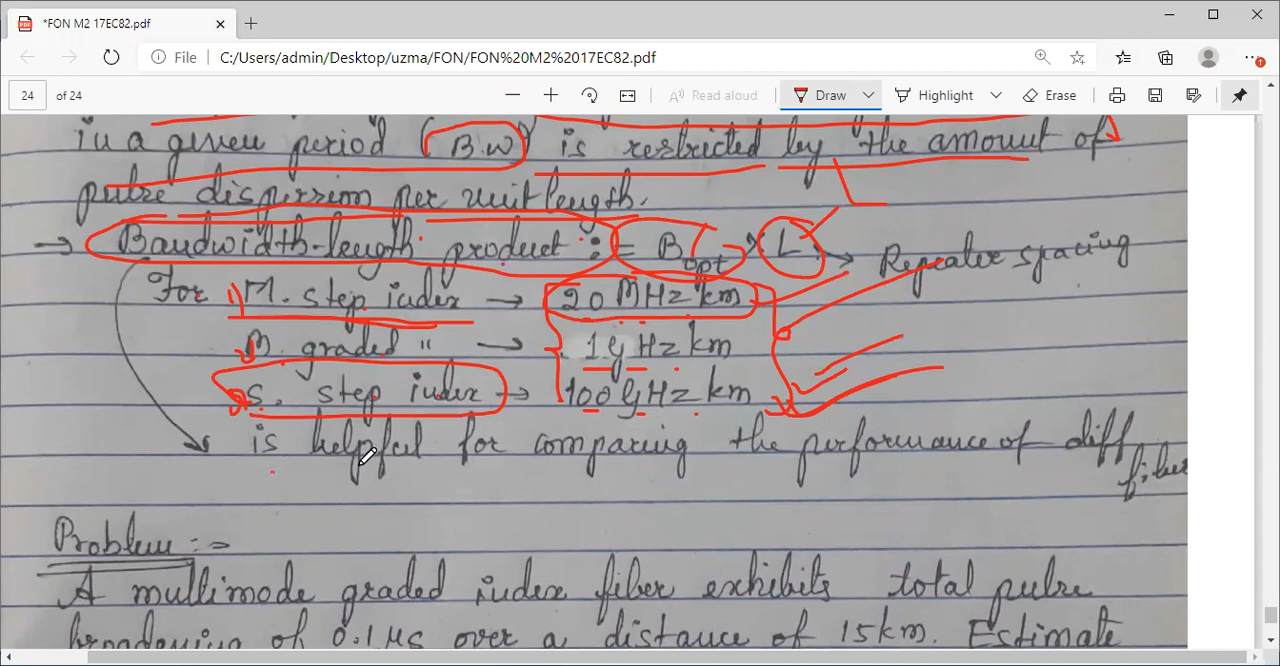 *FON M2 17EC82.pdf
File C:/Users/admin/Desktop/uzma/FON/FON%20M2%2017EC82.pdf
24 of 24 Read aloud Draw Highlight Erase
in a given period (B.W) is restricted by the amount of
pulse dispersion per unit length.
→ Bandwidth-length product := Bopt × L → Repeater spacing
For 1) M. step index → 20 MHz km
2) M. graded " → 1 GHz km
3) S. step index → 100 GHz km
is helpful for comparing the performance of diff
fiber
Problem :-
A multimode graded index fiber exhibits total pulse
broadening of 0.1 μs over a distance of 15 km. Estimate